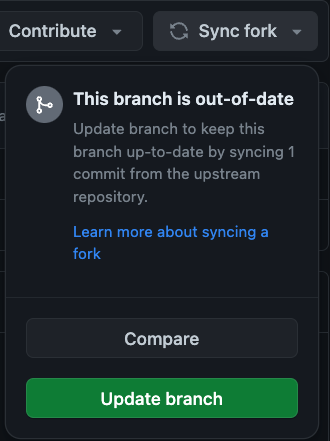 Contribute
Sync fork
This branch is out-of-date
Update branch to keep this
branch up-to-date by syncing 1
commit from the upstream
repository.
Learn more about syncing a
fork
Compare
Update branch